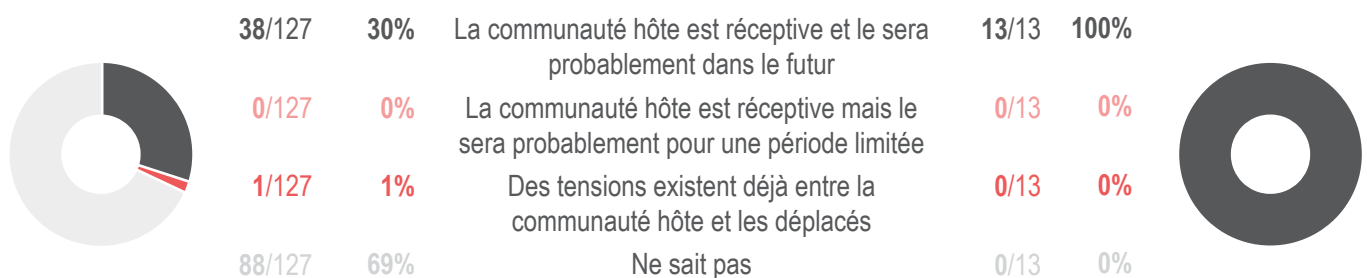 38/127 30% La communauté hôte est réceptive et le sera 13/13 100%
probablement dans le futur
0/127 0% La communauté hôte est réceptive mais le 0/13 0%
sera probablement pour une période limitée
1/127 1% Des tensions existent déjà entre la 0/13 0%
communauté hôte et les déplacés
88/127 69% Ne sait pas 0/13 0%